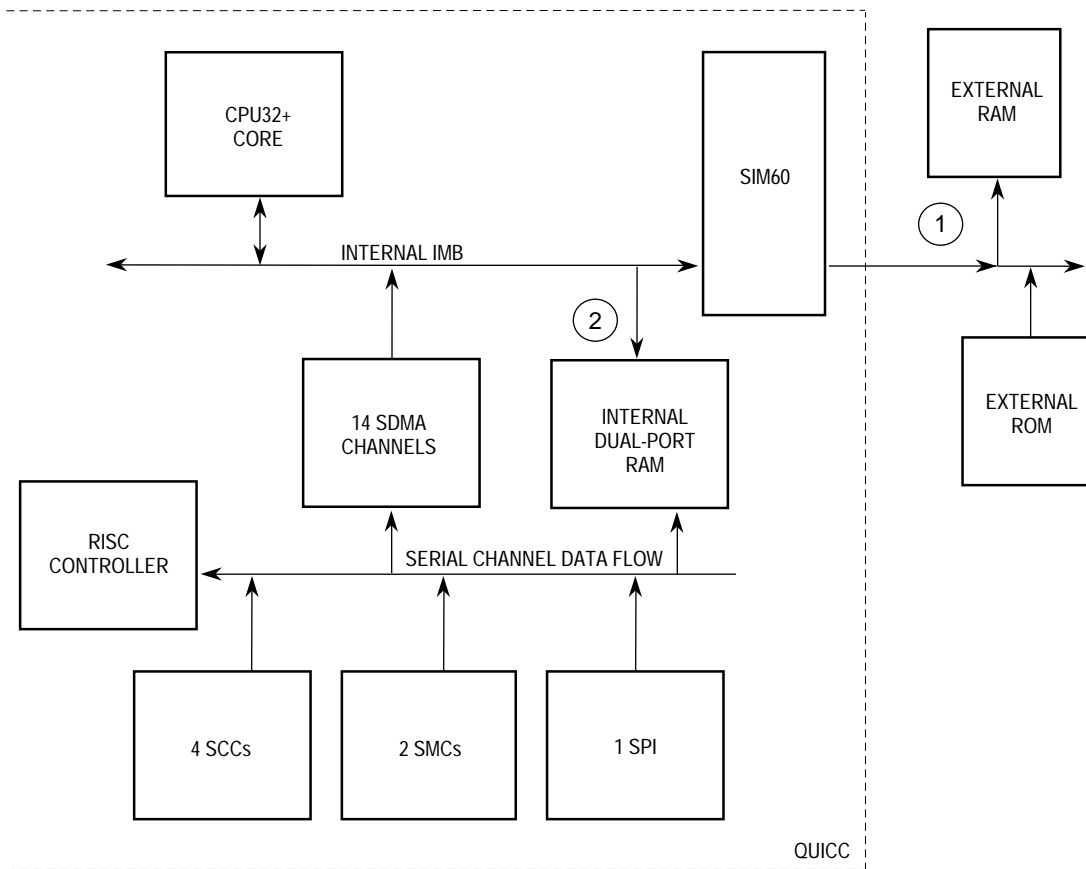 CPU32+
CORE
SIM60
EXTERNAL
RAM
1
INTERNAL IMB
2
14 SDMA
CHANNELS
INTERNAL
DUAL-PORT
RAM
EXTERNAL
ROM
RISC
CONTROLLER
SERIAL CHANNEL DATA FLOW
4 SCCs
2 SMCs
1 SPI
QUICC